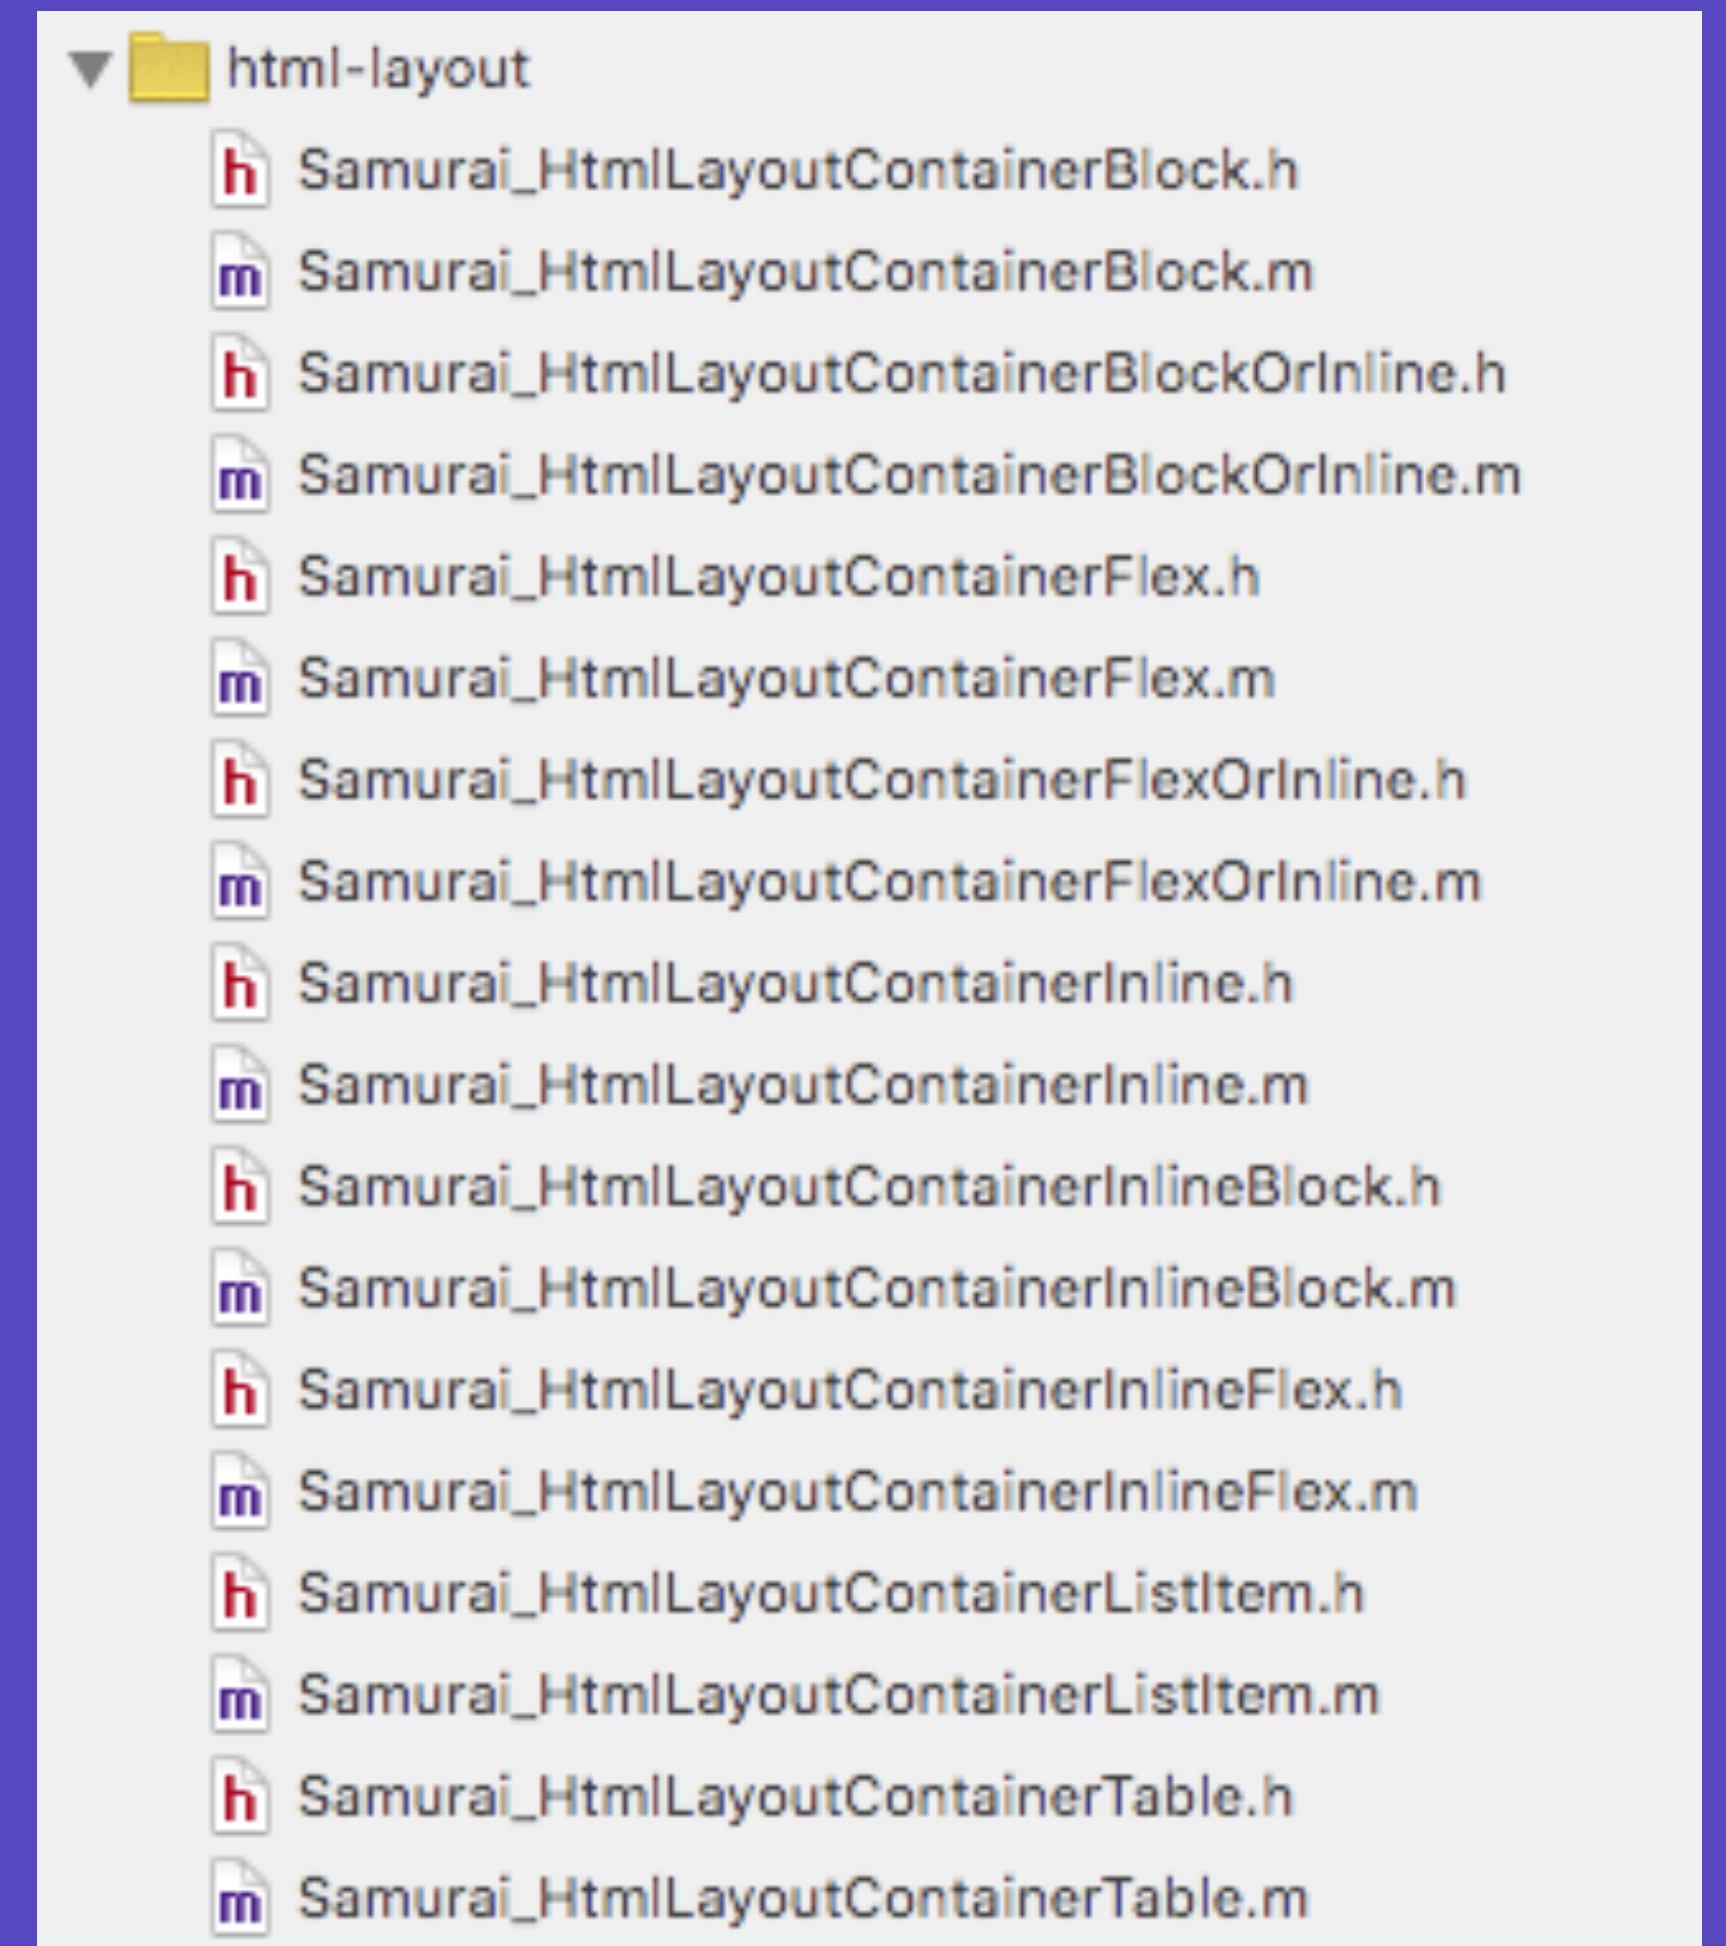 html-layout
h Samurai_HtmlLayoutContainerBlock.h
m Samurai_HtmlLayoutContainerBlock.m
h Samurai_HtmlLayoutContainerBlockOrInline.h
m Samurai_HtmlLayoutContainerBlockOrInline.m
h Samurai_HtmlLayoutContainerFlex.h
m Samurai_HtmlLayoutContainerFlex.m
h Samurai_HtmlLayoutContainerFlexOrInline.h
m Samurai_HtmlLayoutContainerFlexOrInline.m
h Samurai_HtmlLayoutContainerInline.h
m Samurai_HtmlLayoutContainerInline.m
h Samurai_HtmlLayoutContainerInlineBlock.h
m Samurai_HtmlLayoutContainerInlineBlock.m
h Samurai_HtmlLayoutContainerInlineFlex.h
m Samurai_HtmlLayoutContainerInlineFlex.m
h Samurai_HtmlLayoutContainerListItem.h
m Samurai_HtmlLayoutContainerListItem.m
h Samurai_HtmlLayoutContainerTable.h
m Samurai_HtmlLayoutContainerTable.m